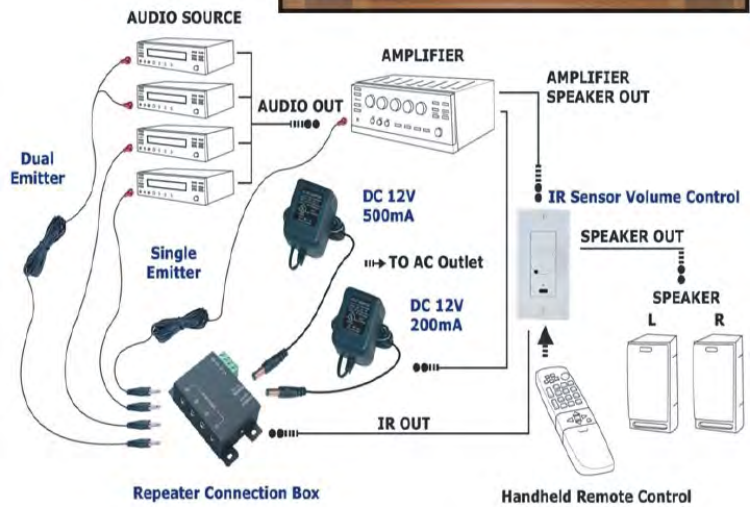 AUDIO SOURCE
AMPLIFIER
AMPLIFIER
SPEAKER OUT
AUDIO OUT
Dual
Emitter
DC 12V
500mA
IR Sensor Volume Control
Single
Emitter
TO AC Outlet
SPEAKER OUT
DC 12V
200mA
SPEAKER
L R
IR OUT
Repeater Connection Box
Handheld Remote Control